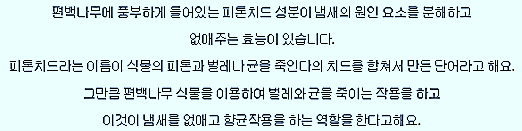 편백나무에 풍부하게 들어있는 피톤치드 성분이 냄새의 원인 요소를 분해하고
없애주는 효능이 있습니다.
피톤치드라는 이름이 식물의 피톤과 벌레나 균을 죽인다의 치드를 합쳐서 만든 단어라고 해요.
그만큼 편백나무 식물을 이용하여 벌레와 균을 죽이는 작용을 하고
이것이 냄새를 없애고 향균작용을 하는 역할을 한다고해요.